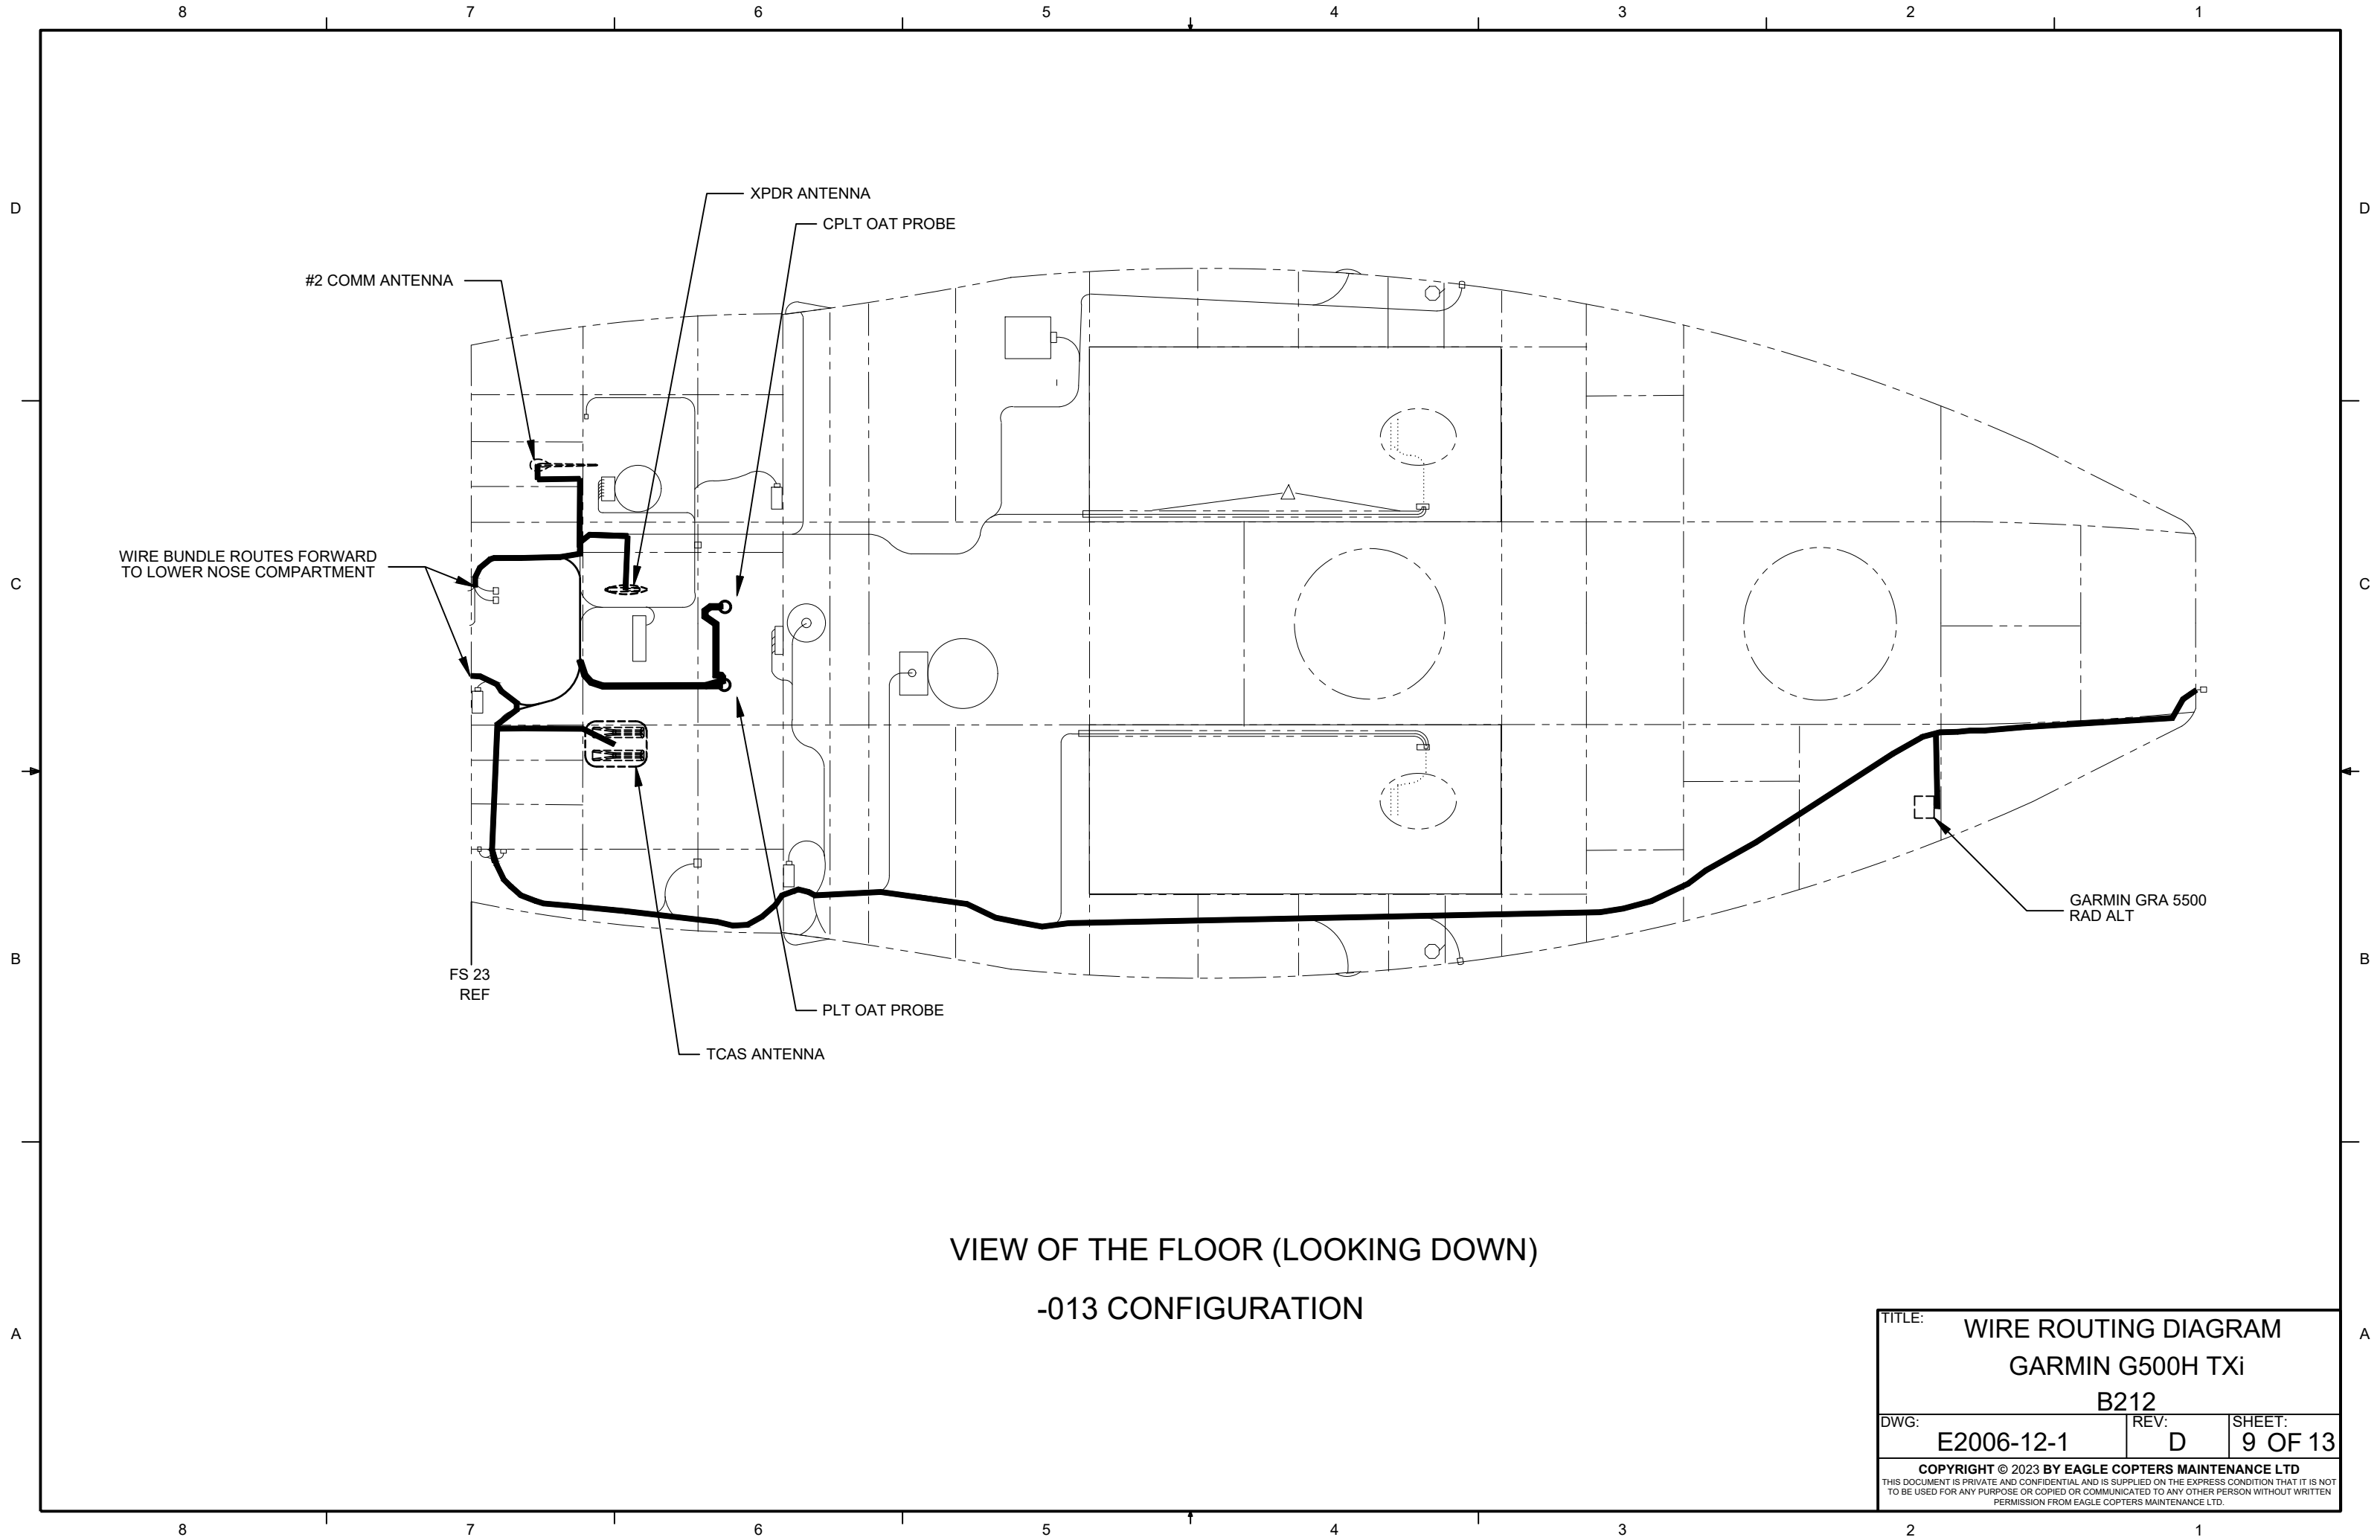 8 7 6 5 4 3 2 1
D
D
XPDR ANTENNA
CPLT OAT PROBE
#2 COMM ANTENNA
WIRE BUNDLE ROUTES FORWARD
TO LOWER NOSE COMPARTMENT
C
C
GARMIN GRA 5500
RAD ALT
B
B
FS 23
REF
PLT OAT PROBE
TCAS ANTENNA
VIEW OF THE FLOOR (LOOKING DOWN)
-013 CONFIGURATION
A
A
TITLE:
WIRE ROUTING DIAGRAM
GARMIN G500H TXi
B212
DWG:
E2006-12-1
REV:
D
SHEET:
9 OF 13
COPYRIGHT © 2023 BY EAGLE COPTERS MAINTENANCE LTD
THIS DOCUMENT IS PRIVATE AND CONFIDENTIAL AND IS SUPPLIED ON THE EXPRESS CONDITION THAT IT IS NOT
TO BE USED FOR ANY PURPOSE OR COPIED OR COMMUNICATED TO ANY OTHER PERSON WITHOUT WRITTEN
PERMISSION FROM EAGLE COPTERS MAINTENANCE LTD.
8 7 6 5 4 3 2 1